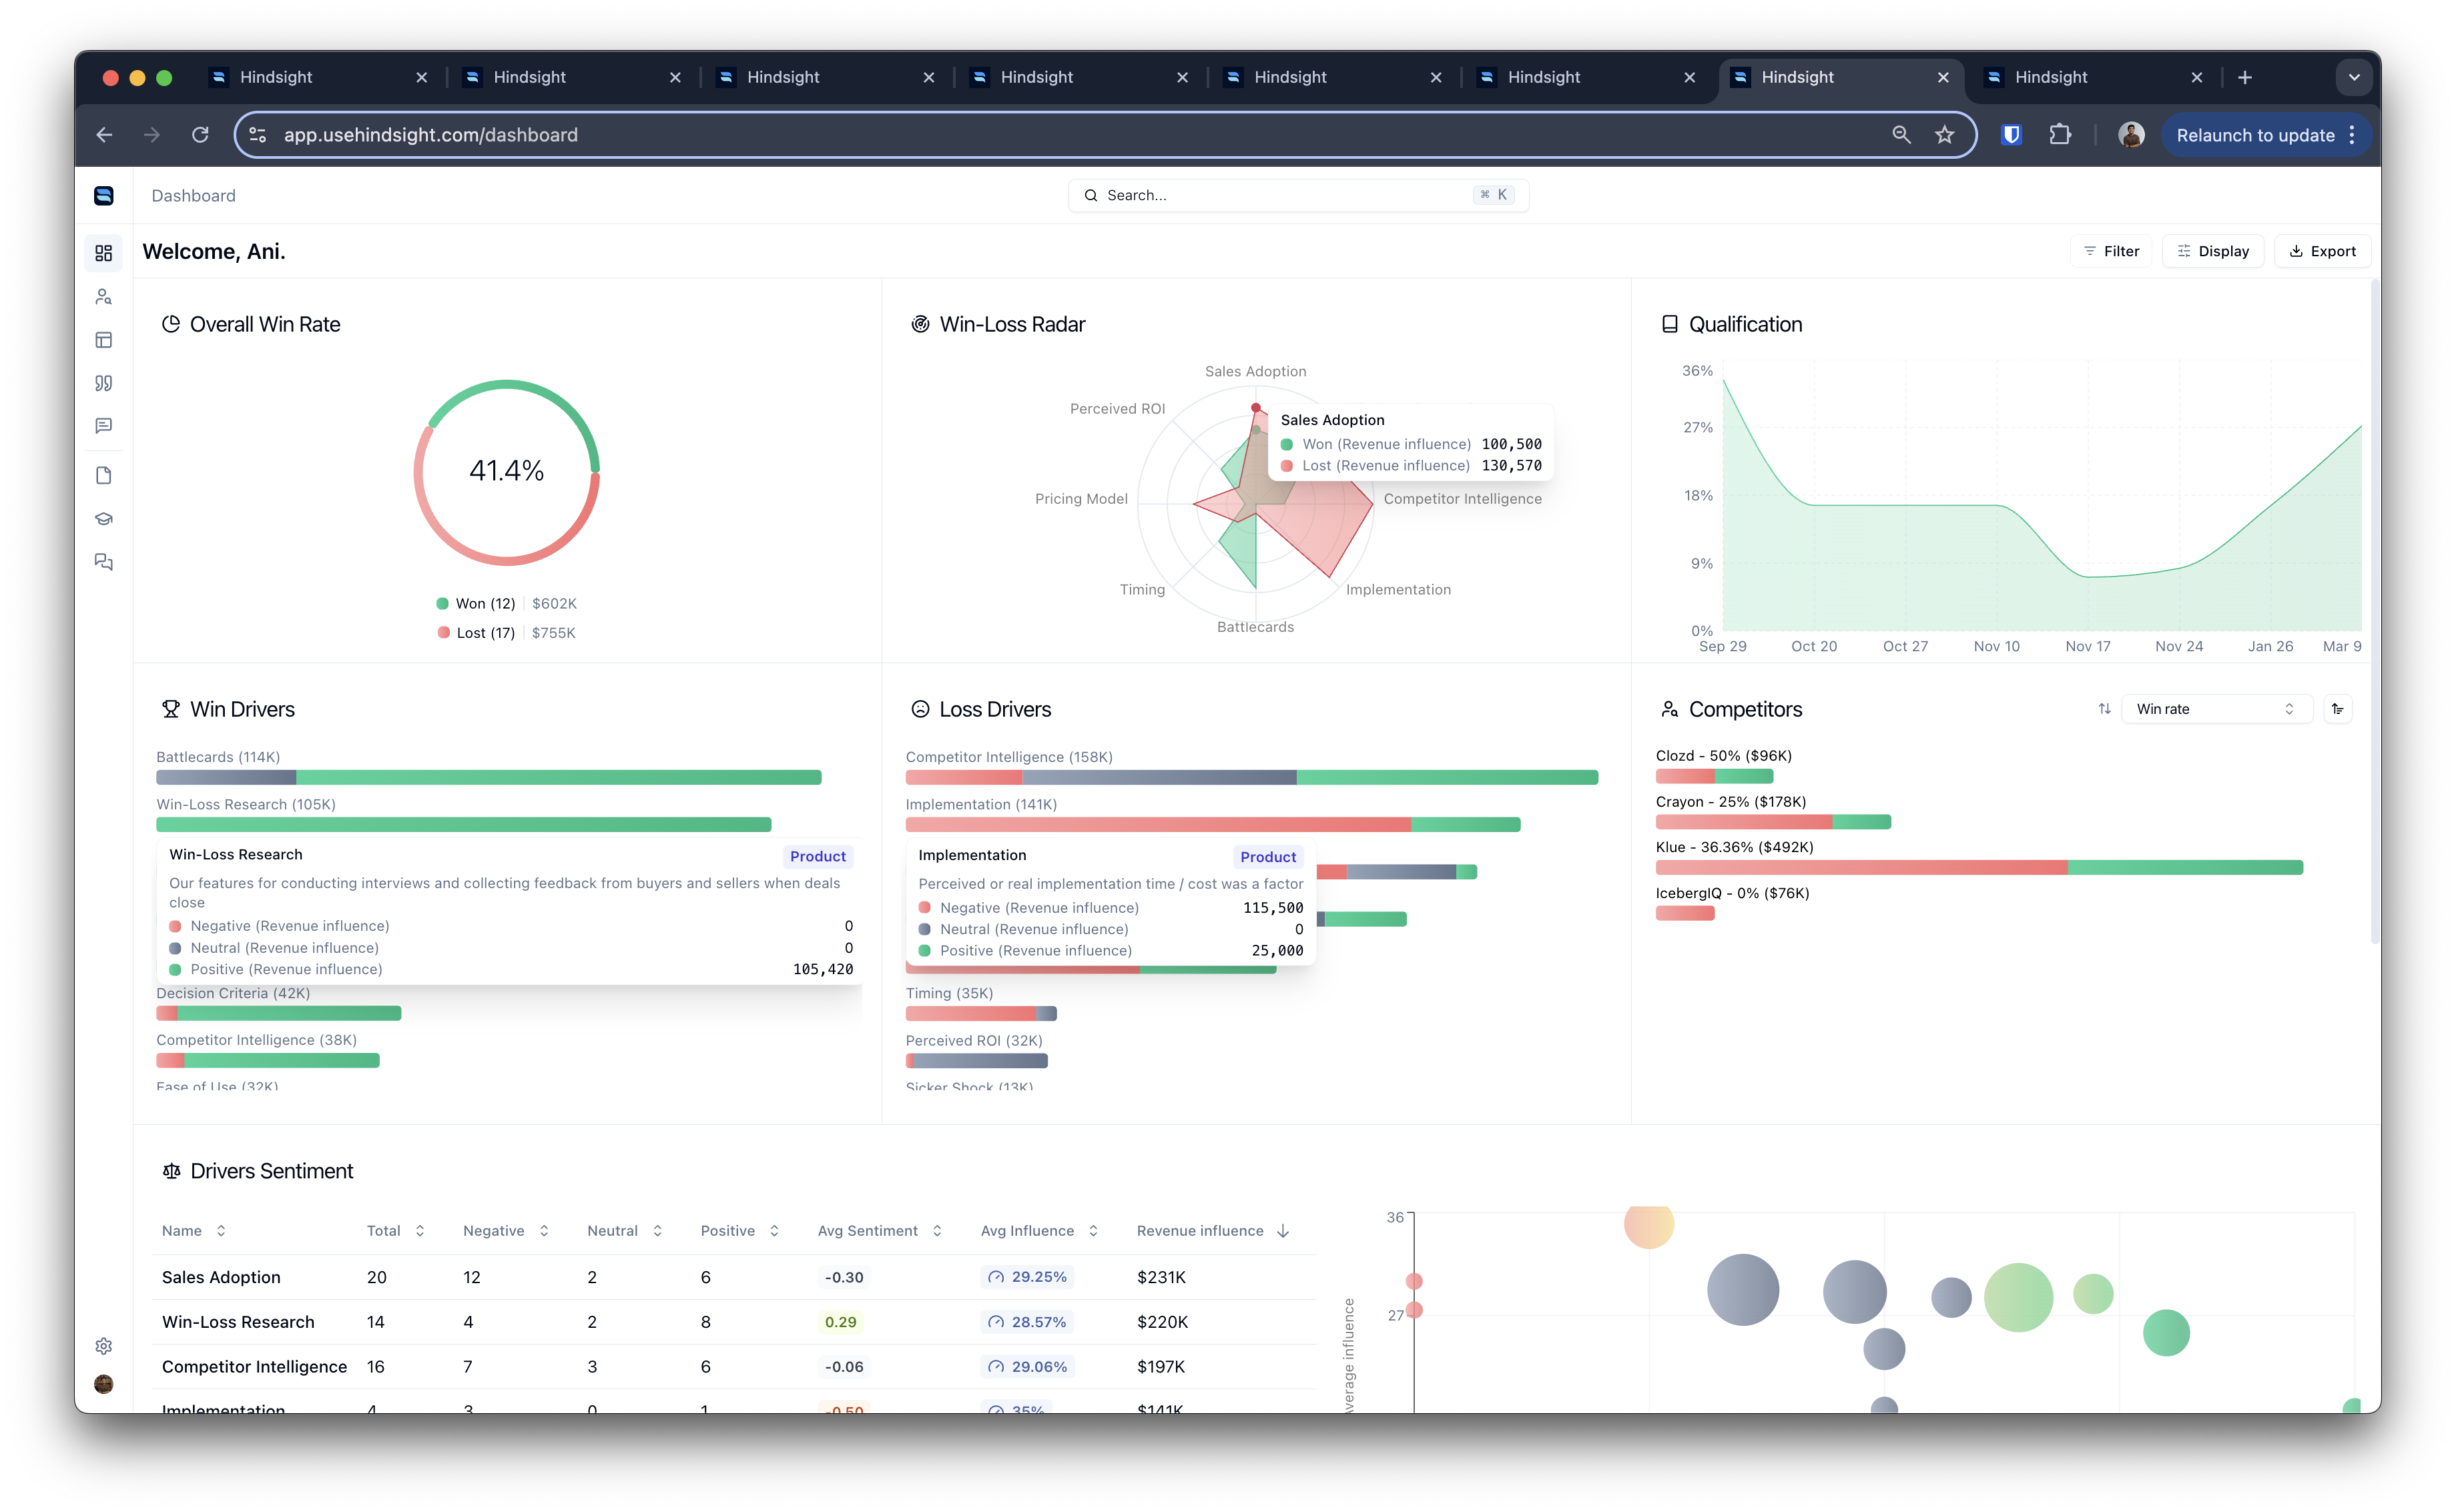 Hindsight
Hindsight
Hindsight
Hindsight
Hindsight
Hindsight
Hindsight
Hindsight
app.usehindsight.com/dashboard
Relaunch to update
Dashboard
Search...
⌘ K
Welcome, Ani.
Filter
Display
Export
Overall Win Rate
41.4%
Won (12) $602K
Lost (17) $755K
Win-Loss Radar
Sales Adoption
Perceived ROI
Pricing Model
Timing
Battlecards
Implementation
Competitor Intelligence
Sales Adoption
Won (Revenue influence) 100,500
Lost (Revenue influence) 130,570
Qualification
36%
27%
18%
9%
0%
Sep 29 Oct 20 Oct 27 Nov 10 Nov 17 Nov 24 Jan 26 Mar 9
Win Drivers
Battlecards (114K)
Win-Loss Research (105K)
Win-Loss Research
Product
Our features for conducting interviews and collecting feedback from buyers and sellers when deals
close
Negative (Revenue influence) 0
Neutral (Revenue influence) 0
Positive (Revenue influence) 105,420
Decision Criteria (42K)
Competitor Intelligence (38K)
Ease of Use (32K)
Loss Drivers
Competitor Intelligence (158K)
Implementation (141K)
Implementation
Product
Perceived or real implementation time / cost was a factor
Negative (Revenue influence) 115,500
Neutral (Revenue influence) 0
Positive (Revenue influence) 25,000
Timing (35K)
Perceived ROI (32K)
Sicker Shock (13K)
Competitors
Win rate
Clozd - 50% ($96K)
Crayon - 25% ($178K)
Klue - 36.36% ($492K)
IcebergIQ - 0% ($76K)
Drivers Sentiment
Name Total Negative Neutral Positive Avg Sentiment Avg Influence Revenue influence
Sales Adoption 20 12 2 6 -0.30 29.25% $231K
Win-Loss Research 14 4 2 8 0.29 28.57% $220K
Competitor Intelligence 16 7 3 6 -0.06 29.06% $197K
Implementation 4 3 0 1 -0.50 35% $141K
36
27
Average influence